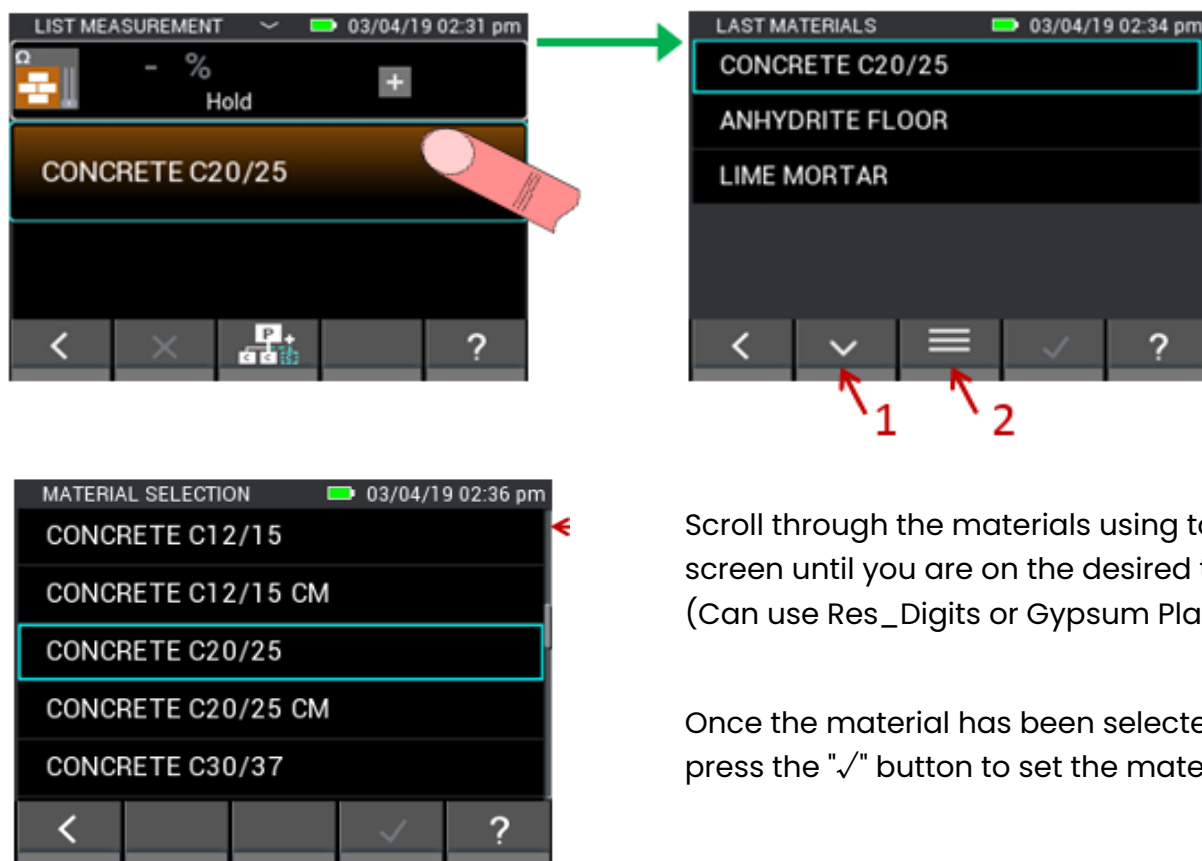 LIST MEASUREMENT 03/04/19 02:31 pm
Ω
- %
Hold
+
CONCRETE C20/25
< × P + C C ?
LAST MATERIALS 03/04/19 02:34 pm
CONCRETE C20/25
ANHYDRITE FLOOR
LIME MORTAR
< ✓ ?
1 2
MATERIAL SELECTION 03/04/19 02:36 pm
CONCRETE C12/15
CONCRETE C12/15 CM
CONCRETE C20/25
CONCRETE C20/25 CM
CONCRETE C30/37
< ✓ ?
Scroll through the materials using
screen until you are on the desired
(Can use Res_Digits or Gypsum
Once the material has been
press the "√" button to set the